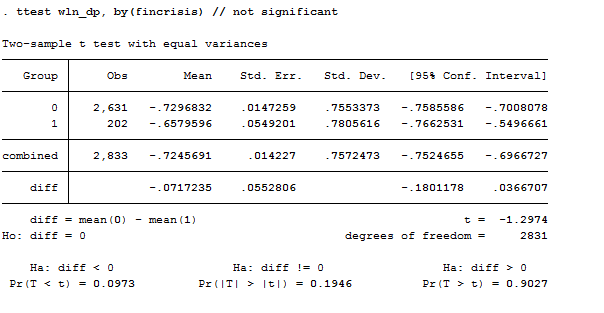 . ttest wln_dp, by(fincrisis) // not significant
Two-sample t test with equal variances
Group Obs Mean Std. Err. Std. Dev. [95% Conf. Interval]
0 2,631 -.7296832 .0147259 .7553373 -.7585586 -.7008078
1 202 -.6579596 .0549201 .7805616 -.7662531 -.5496661
combined 2,833 -.7245691 .014227 .7572473 -.7524655 -.6966727
diff -.0717235 .0552806 -.1801178 .0366707
diff = mean(0) - mean(1) t = -1.2974
Ho: diff = 0 degrees of freedom = 2831
Ha: diff < 0 Ha: diff != 0 Ha: diff > 0
Pr(T < t) = 0.0973 Pr(|T| > |t|) = 0.1946 Pr(T > t) = 0.9027